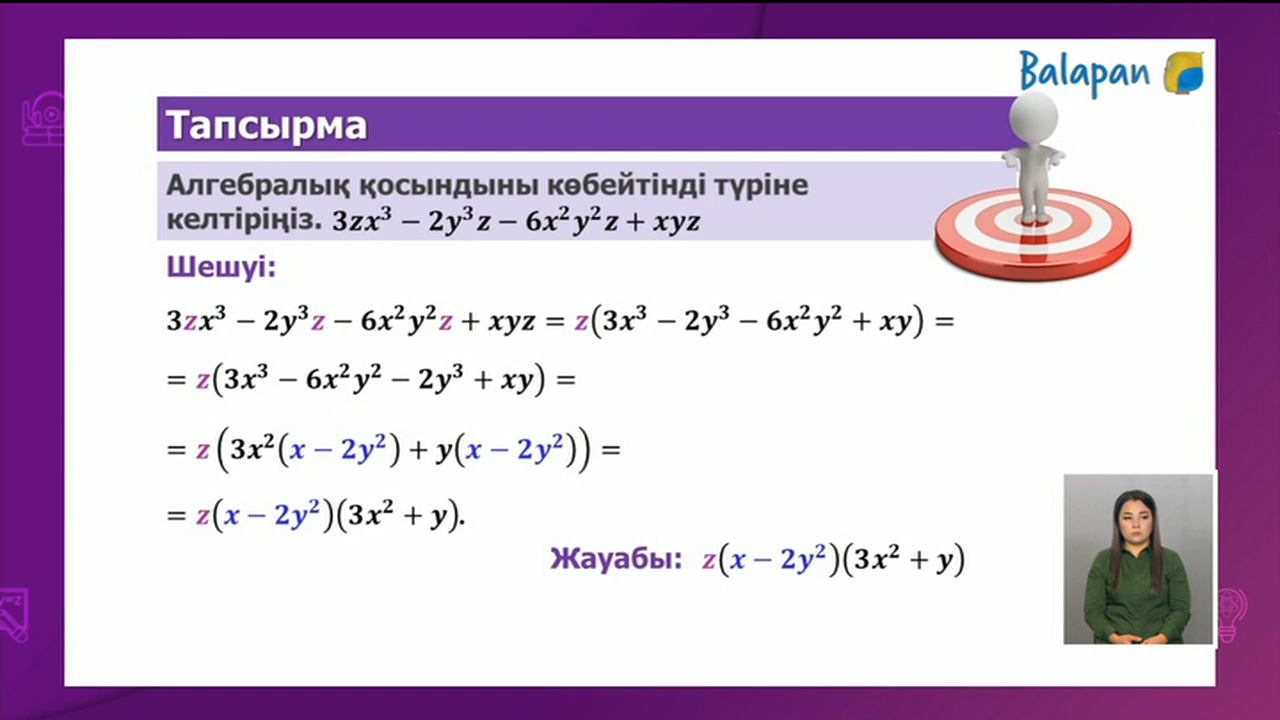 Balapan
Тапсырма
Алгебралық қосындыны көбейтінді түріне
келтіріңіз. 3zx³ − 2y³z − 6x²y²z + xyz
Шешуі:
3zx³ − 2y³z − 6x²y²z + xyz = z(3x³ − 2y³ − 6x²y² + xy) =
= z(3x³ − 6x²y² − 2y³ + xy) =
= z(3x²(x − 2y²) + y(x − 2y²)) =
= z(x − 2y²)(3x² + y).
Жауабы: z(x − 2y²)(3x² + y)